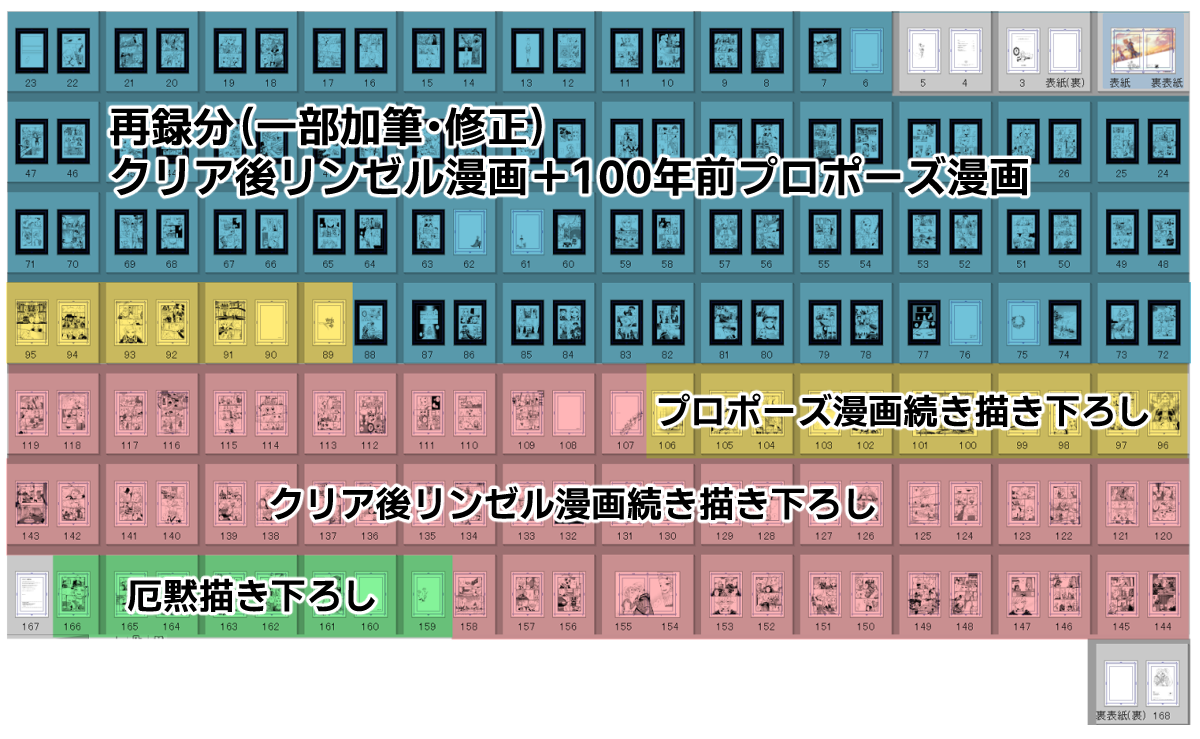 23 22 21 20 19 18 17 16 15 14 13 12 11 10 9 8 7 6 5 4 3 表紙(裏) 表紙 裏表紙
再録分(一部加筆・修正)
クリア後リンゼル漫画＋100年前プロポーズ漫画
47 46 26 25 24
71 70 69 68 67 66 65 64 63 62 61 60 59 58 57 56 55 54 53 52 51 50 49 48
95 94 93 92 91 90 89 88 87 86 85 84 83 82 81 80 79 78 77 76 75 74 73 72
プロポーズ漫画続き描き下ろし
119 118 117 116 115 114 113 112 111 110 109 108 107 106 105 104 103 102 101 100 99 98 97 96
クリア後リンゼル漫画続き描き下ろし
143 142 141 140 139 138 137 136 135 134 133 132 131 130 129 128 127 126 125 124 123 122 121 120
厄黙描き下ろし
167 166 165 164 163 162 161 160 159 158 157 156 155 154 153 152 151 150 149 148 147 146 145 144
裏表紙(裏) 168